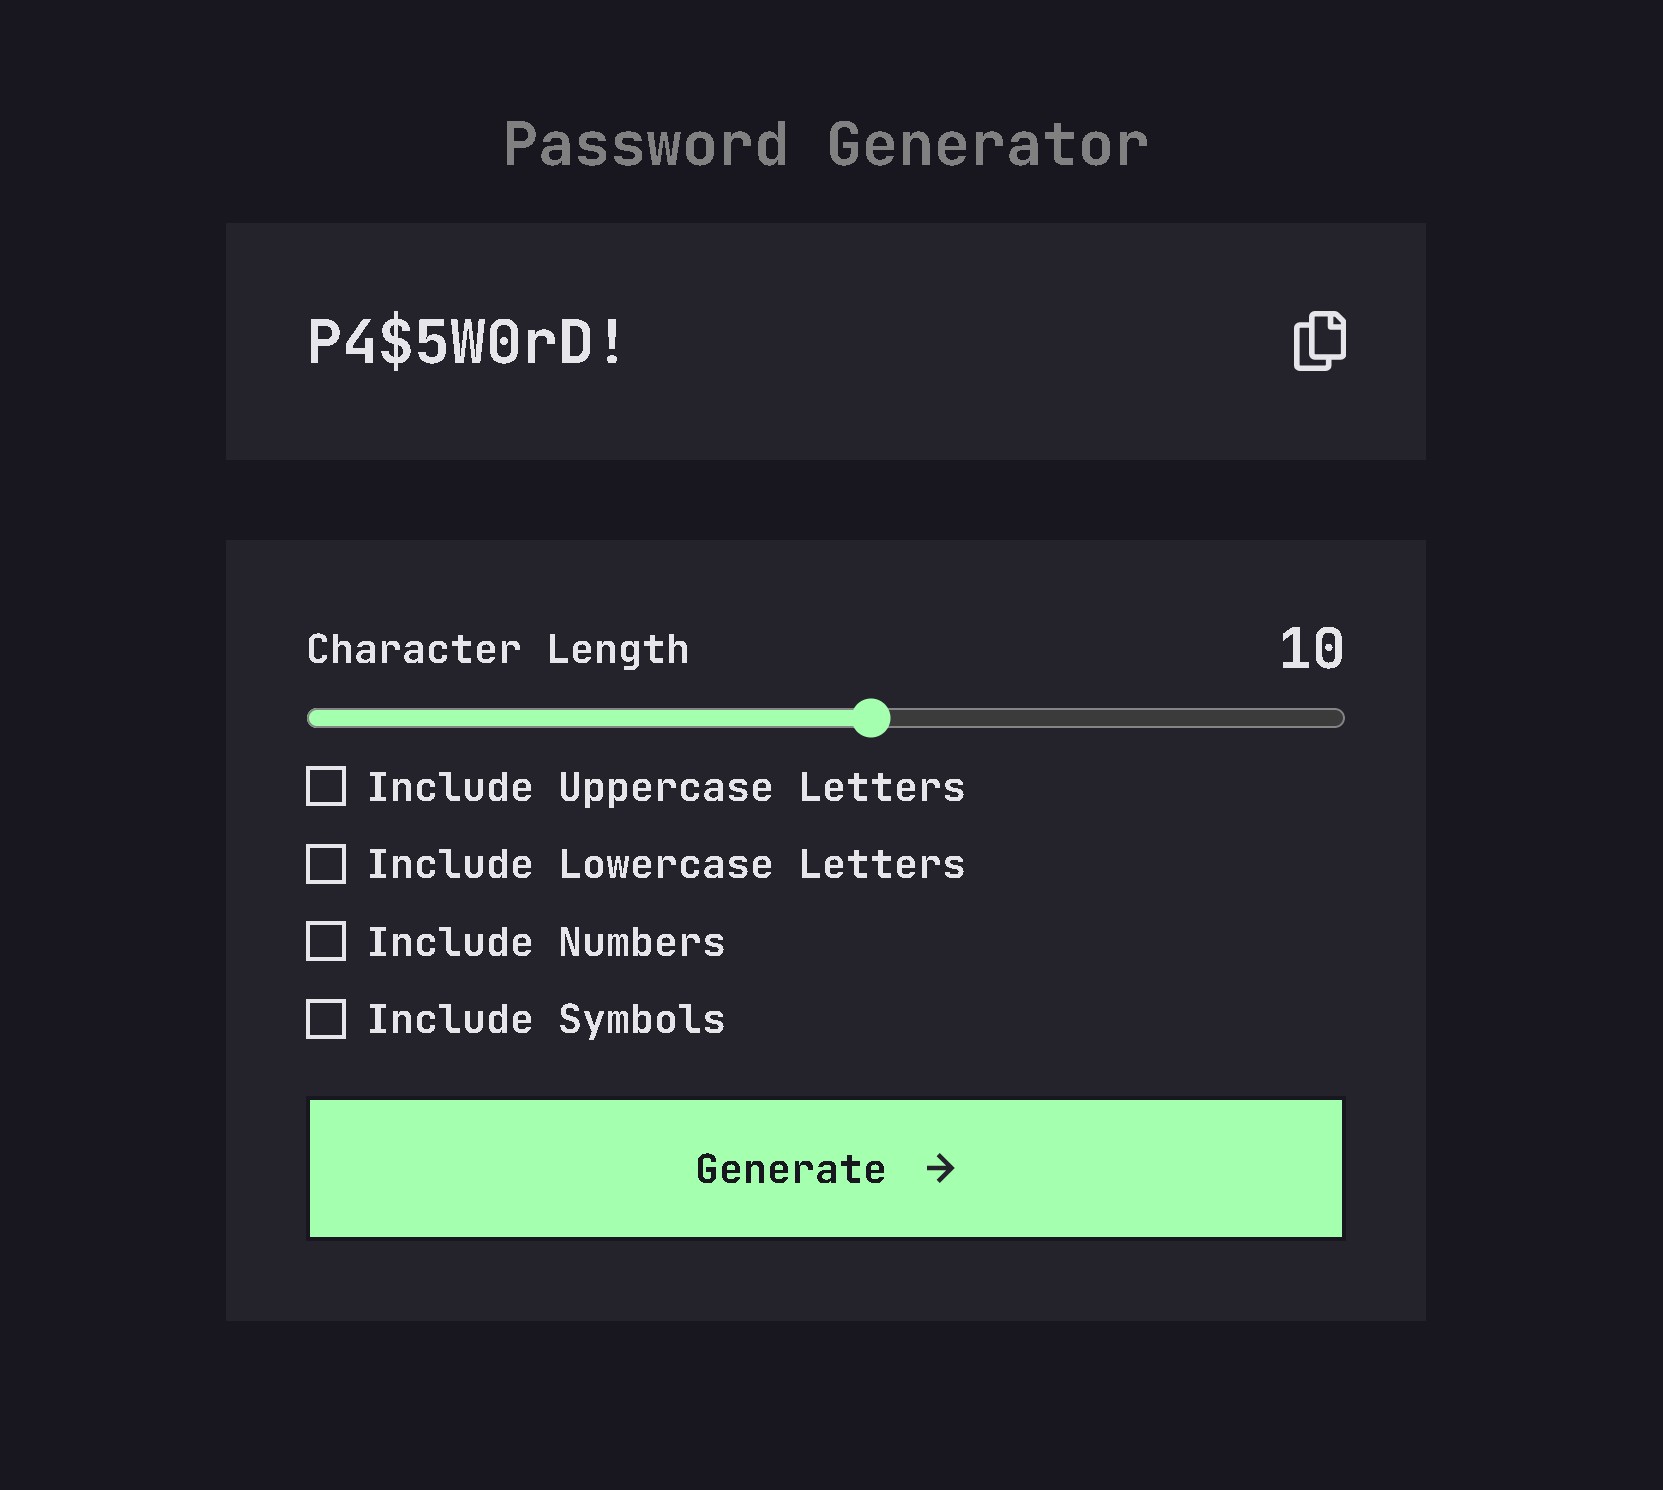 Password Generator
P4$5W0rD!
Character Length
10
Include Uppercase Letters
Include Lowercase Letters
Include Numbers
Include Symbols
Generate →